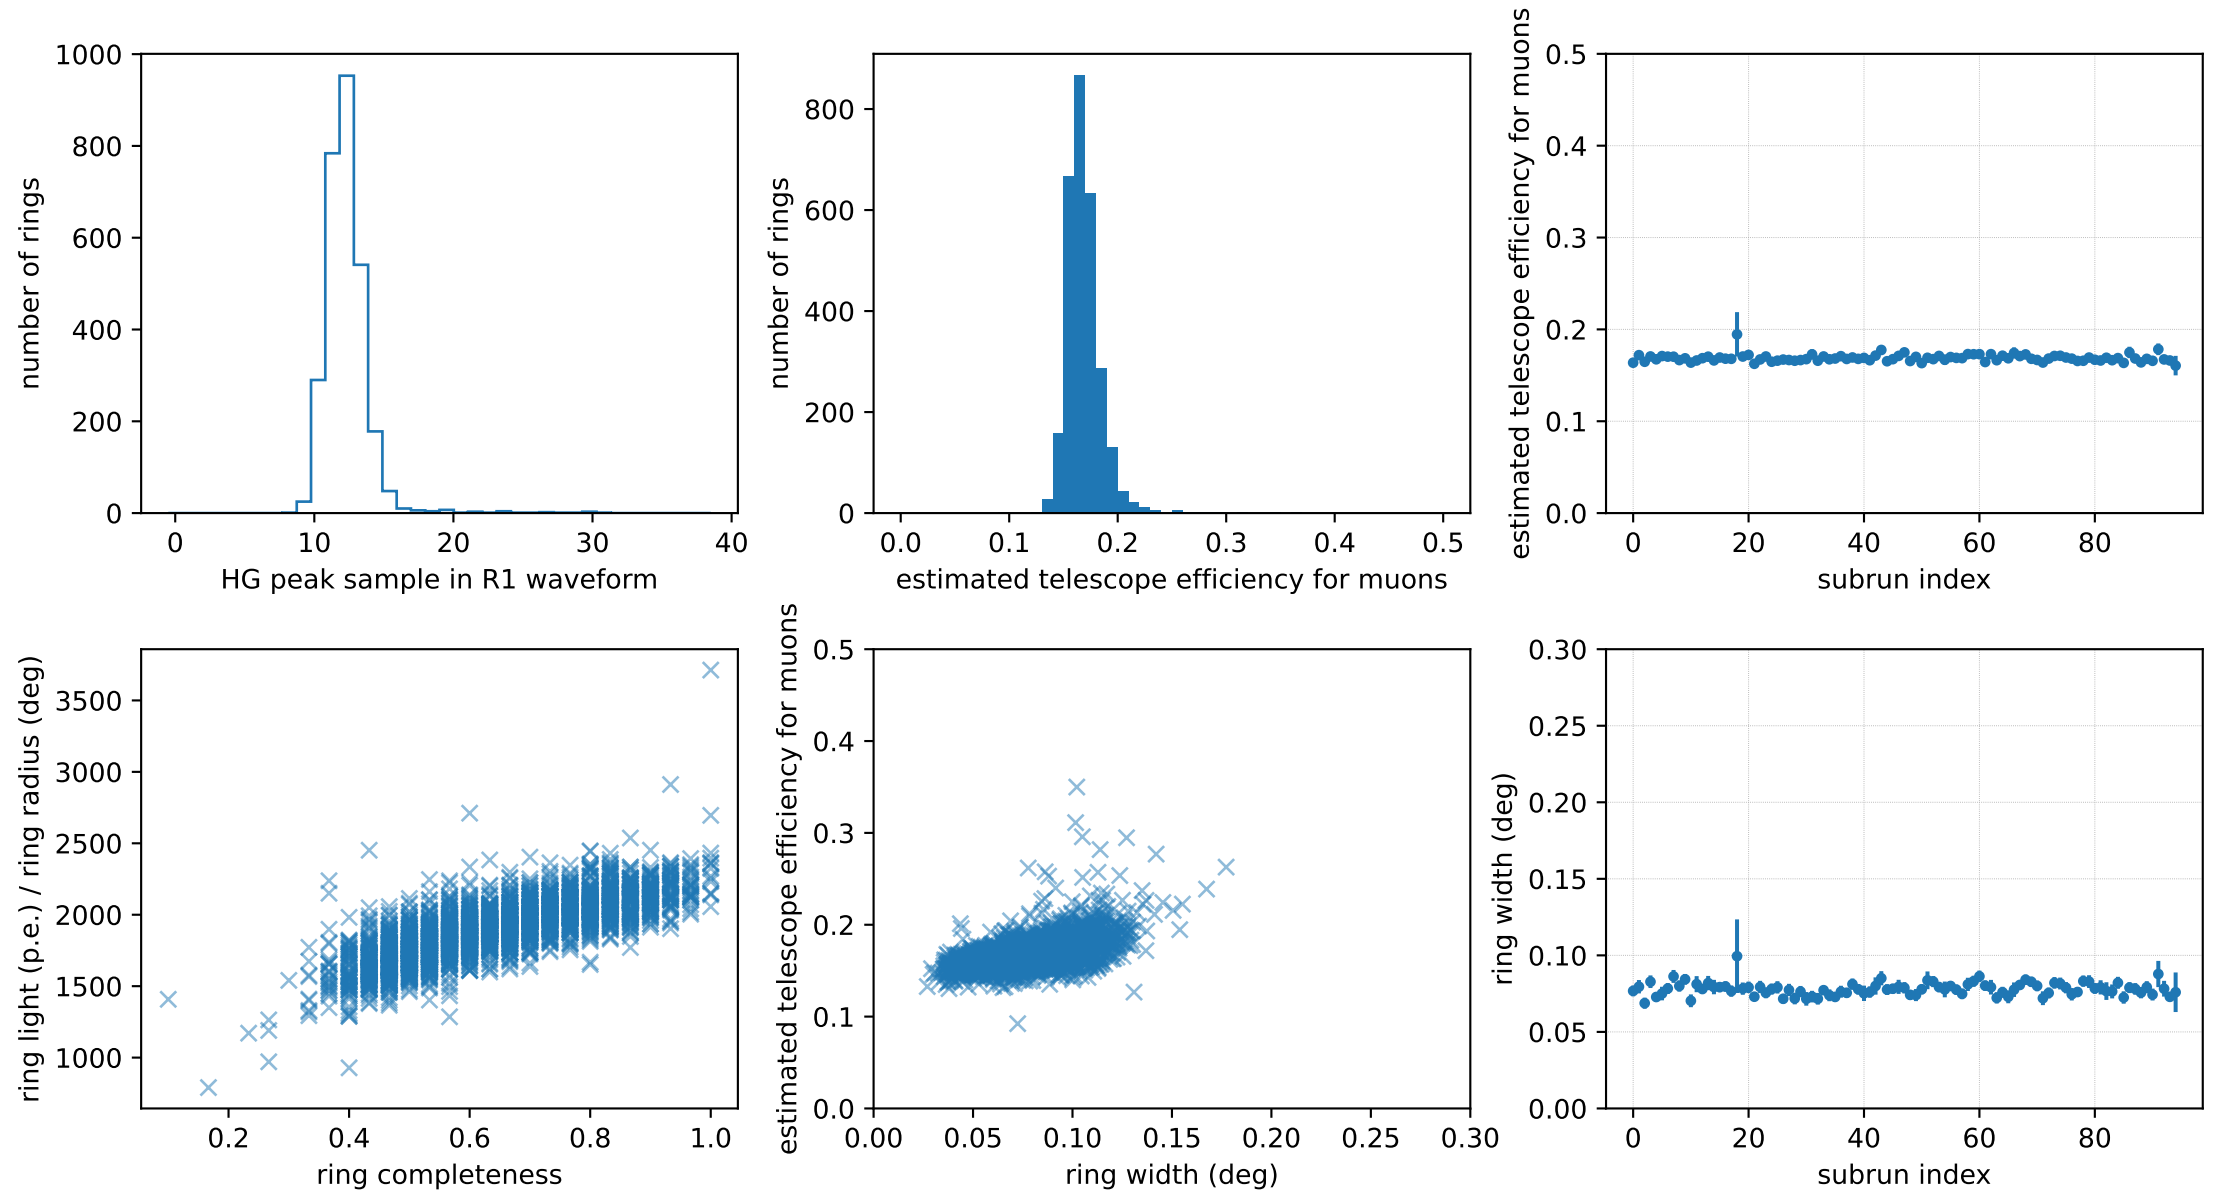 1000
800
600
400
200
0
number of rings
0 10 20 30 40
HG peak sample in R1 waveform
800
600
400
200
0
number of rings
0.0 0.1 0.2 0.3 0.4 0.5
estimated telescope efficiency for muons
0.5
0.4
0.3
0.2
0.1
0.0
estimated telescope efficiency for muons
0 20 40 60 80
subrun index
3500
3000
2500
2000
1500
1000
ring light (p.e.) / ring radius (deg)
0.2 0.4 0.6 0.8 1.0
ring completeness
0.5
0.4
0.3
0.2
0.1
0.0
estimated telescope efficiency for muons
0.00 0.05 0.10 0.15 0.20 0.25 0.30
ring width (deg)
0.30
0.25
0.20
0.15
0.10
0.05
0.00
ring width (deg)
0 20 40 60 80
subrun index